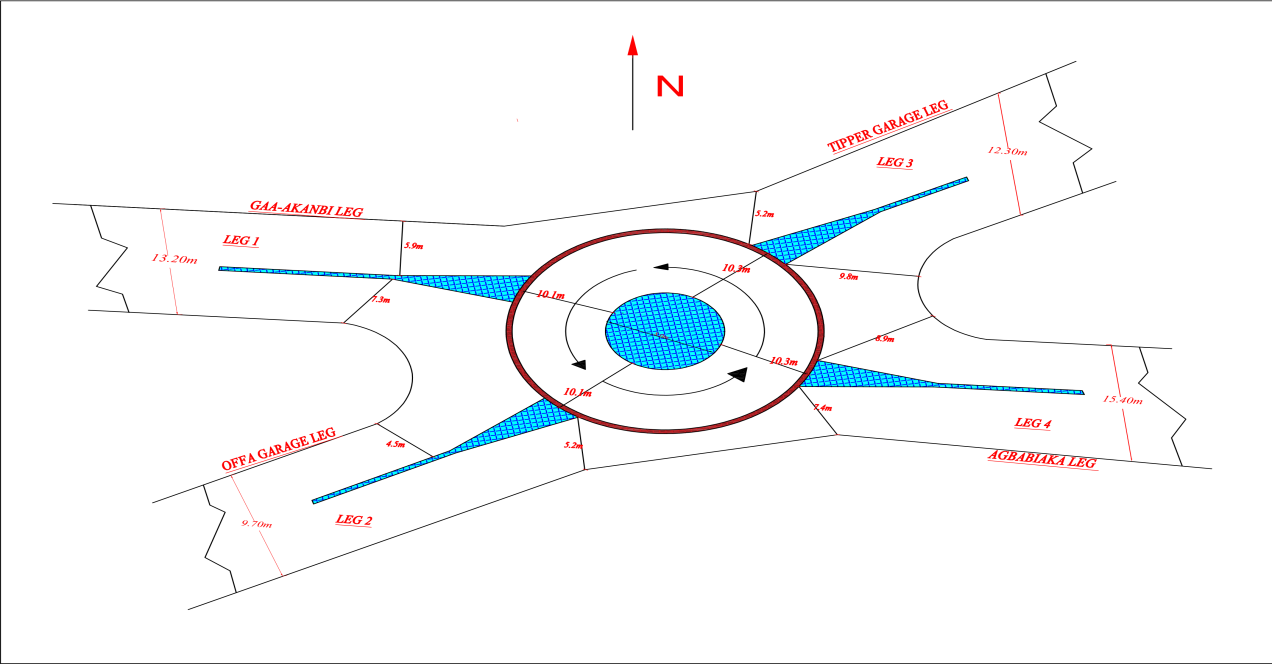 N
TIPPER GARAGE LEG
LEG 3
12.30m
GAA-AKANBI LEG
LEG 1
13.20m
5.9m
5.2m
7.3m
10.1m
10.3m
9.8m
8.9m
10.3m
10.1m
7.4m
15.40m
LEG 4
AGBABIAKA LEG
OFFA GARAGE LEG
4.5m
5.2m
9.70m
LEG 2